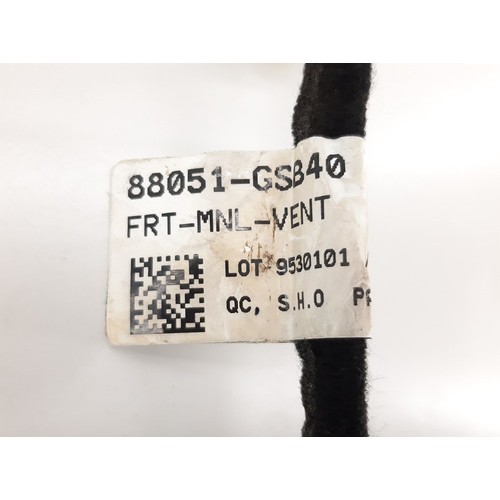 88051-GSB40
FRT-MNL-VENT
LOT 9530101
QC, S.H.O